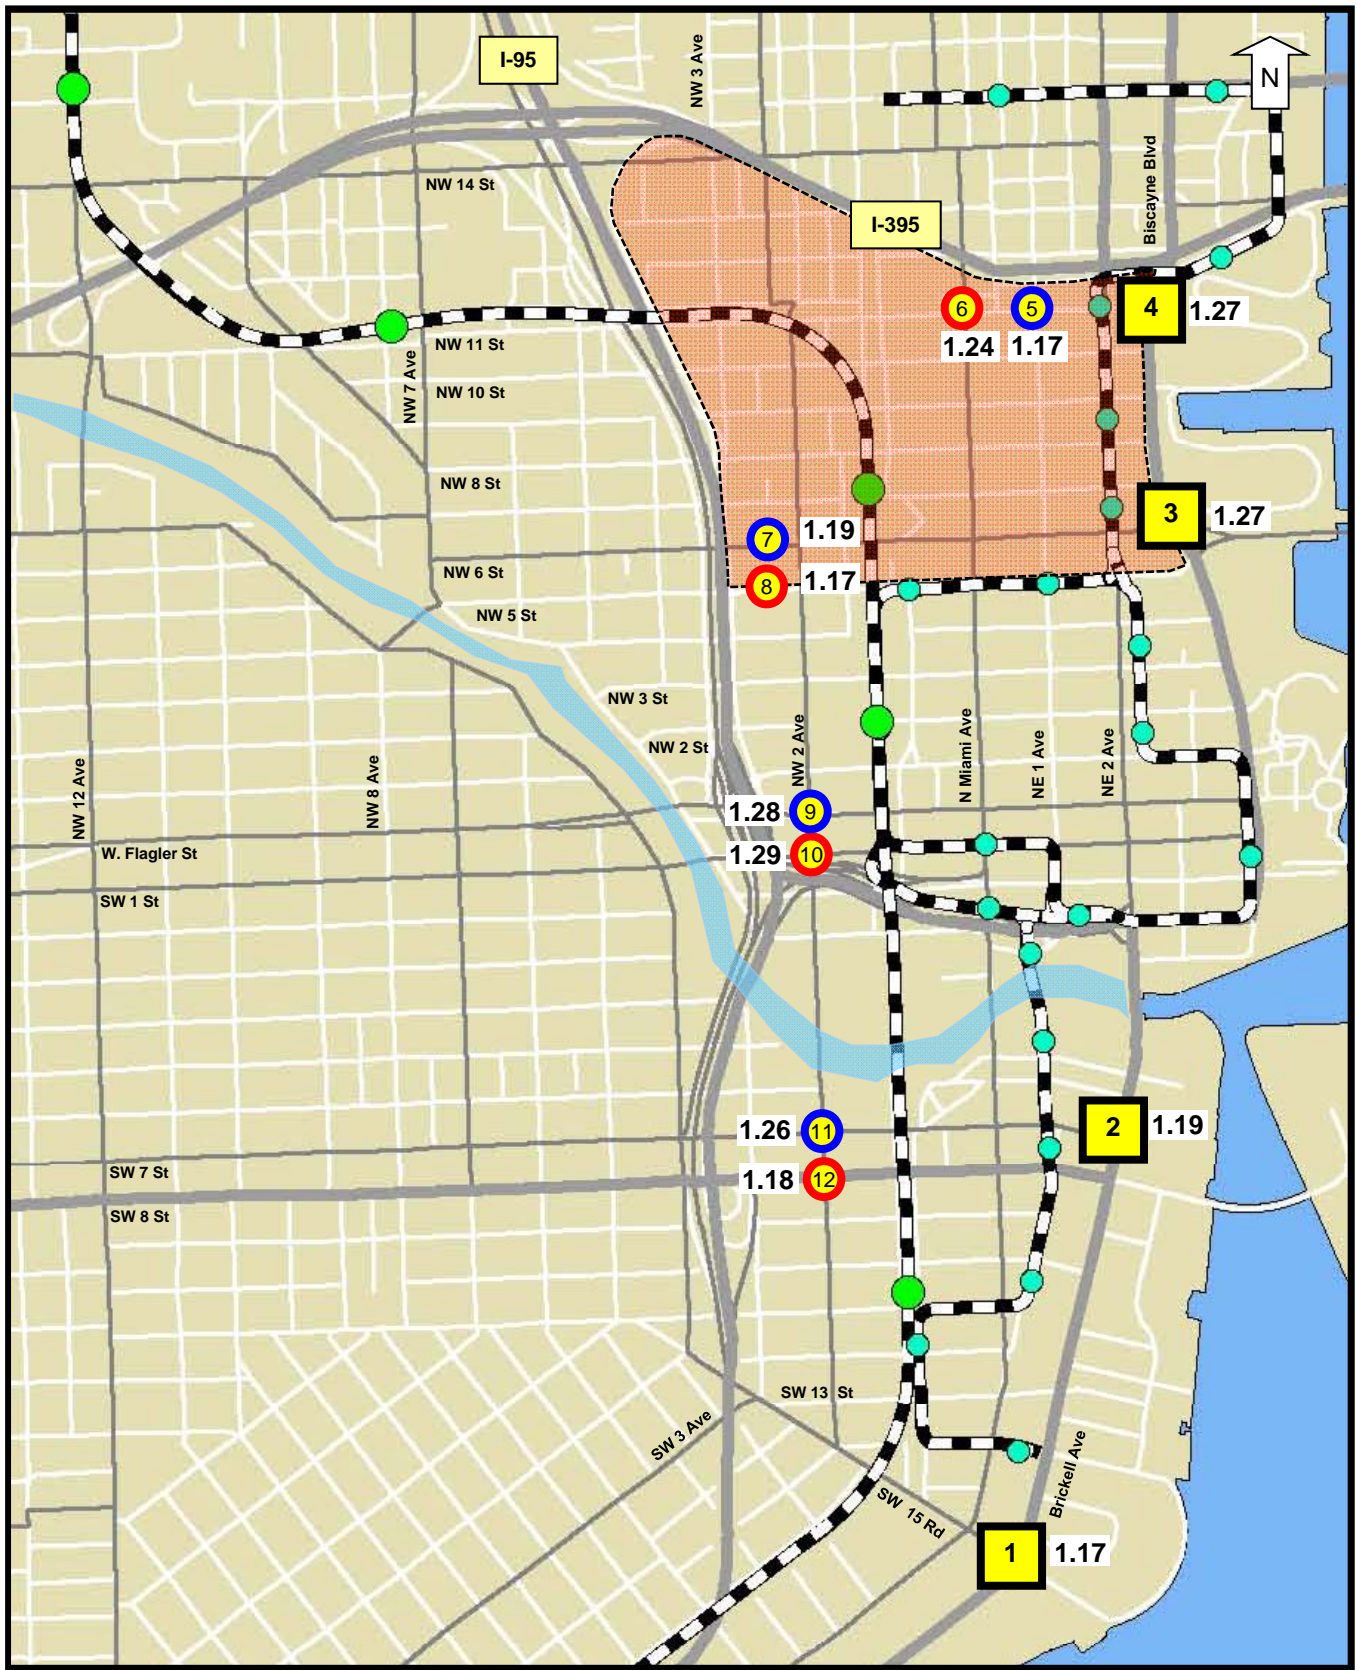 I-95
NW 3 Ave
N
Biscayne Blvd
NW 14 St
I-395
6
5
4
1.27
1.24
1.17
NW 11 St
NW 7 Ave
NW 10 St
NW 8 St
3
1.27
7
1.19
NW 6 St
8
1.17
NW 5 St
NW 3 St
NW 2 St
NW 2 Ave
N Miami Ave
NE 1 Ave
NE 2 Ave
NW 12 Ave
NW 8 Ave
1.28
9
W. Flagler St
1.29
10
SW 1 St
1.26
11
2
1.19
SW 7 St
1.18
12
SW 8 St
SW 13 St
SW 3 Ave
Brickell Ave
SW 15 Rd
1
1.17